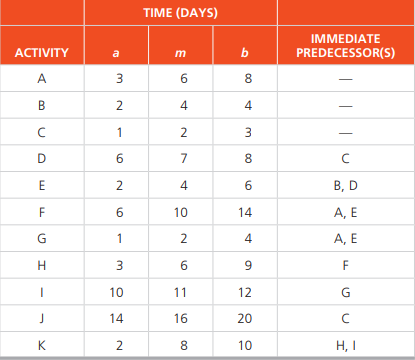 TIME (DAYS)
ACTIVITY a m b IMMEDIATE PREDECESSOR(S)
A 3 6 8 —
B 2 4 4 —
C 1 2 3 —
D 6 7 8 C
E 2 4 6 B, D
F 6 10 14 A, E
G 1 2 4 A, E
H 3 6 9 F
I 10 11 12 G
J 14 16 20 C
K 2 8 10 H, I